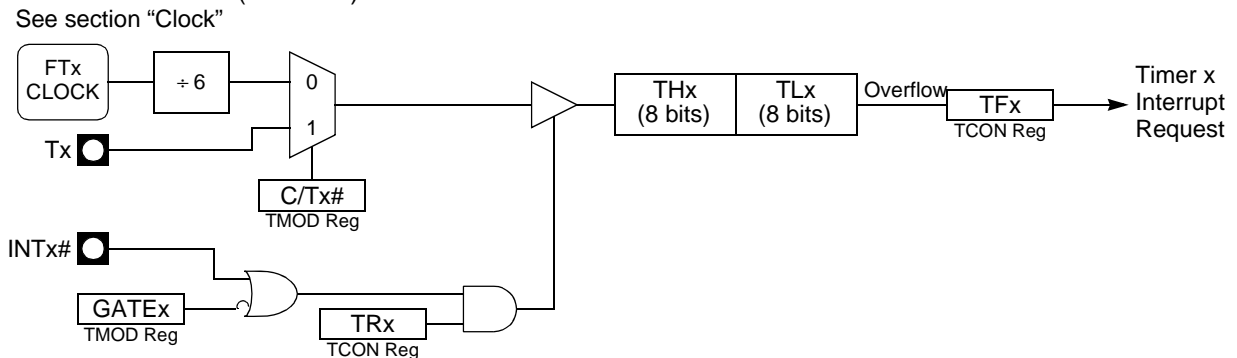 See section “Clock”
FTx
CLOCK
÷ 6
0
1
Tx
C/Tx#
TMOD Reg
THx
(8 bits)
TLx
(8 bits)
Overflow
TFx
TCON Reg
Timer x
Interrupt
Request
INTx#
GATEx
TMOD Reg
TRx
TCON Reg